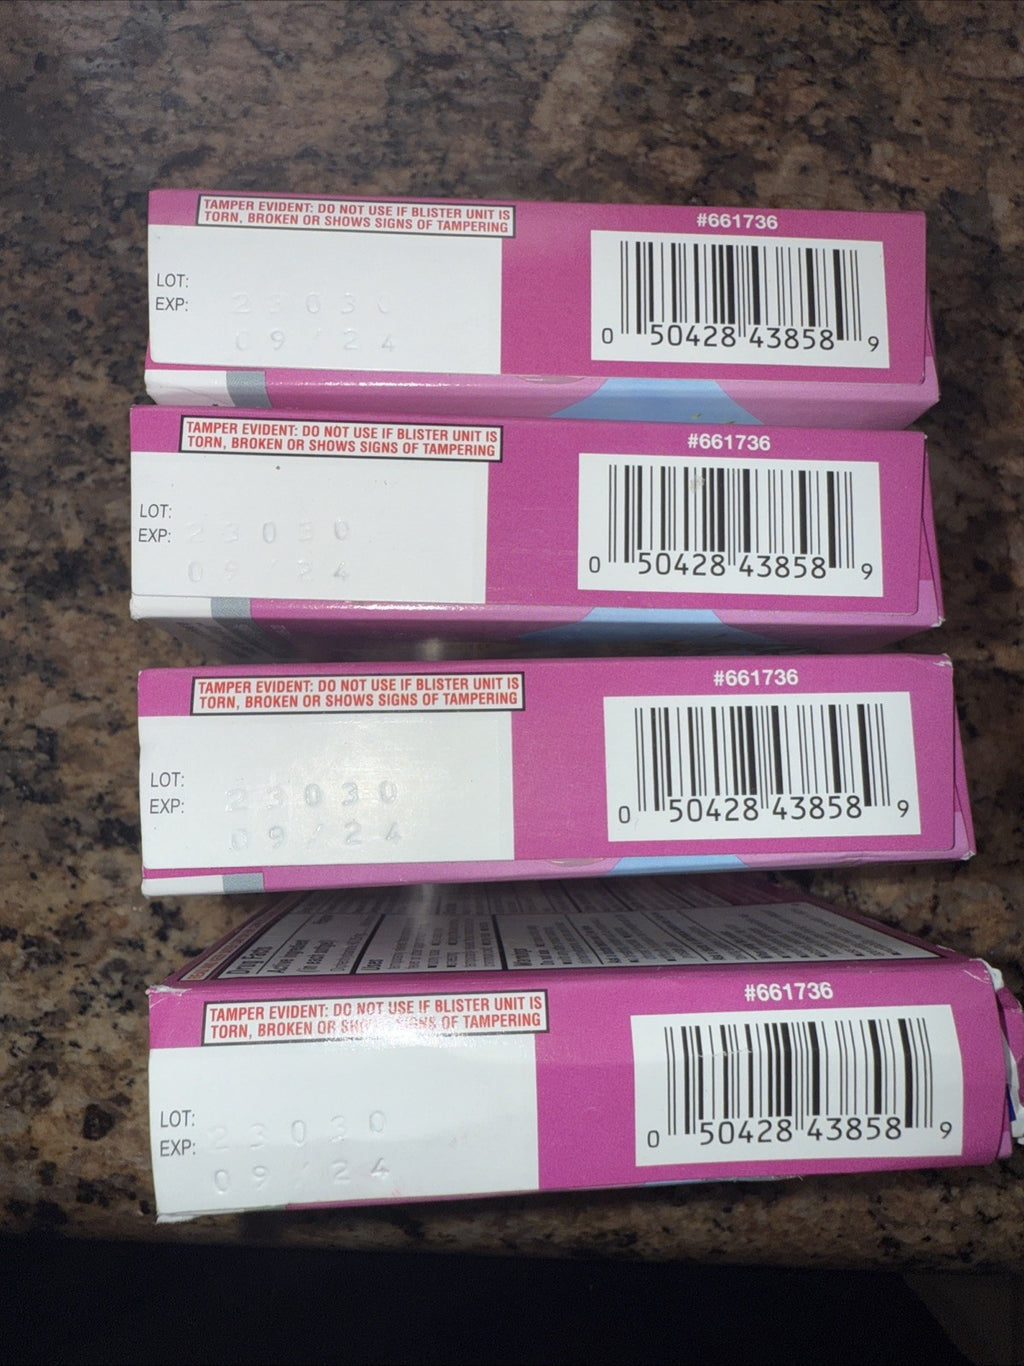 TAMPER EVIDENT: DO NOT USE IF BLISTER UNIT IS
TORN, BROKEN OR SHOWS SIGNS OF TAMPERING
#661736
LOT:
EXP:
23030
09/24
0 50428 43858 9
TAMPER EVIDENT: DO NOT USE IF BLISTER UNIT IS
TORN, BROKEN OR SHOWS SIGNS OF TAMPERING
#661736
LOT:
EXP:
23030
09/24
0 50428 43858 9
TAMPER EVIDENT: DO NOT USE IF BLISTER UNIT IS
TORN, BROKEN OR SHOWS SIGNS OF TAMPERING
#661736
LOT:
EXP:
23030
09/24
0 50428 43858 9
Drug Facts
Active ingredient
Uses
Warnings
TAMPER EVIDENT: DO NOT USE IF BLISTER UNIT IS
TORN, BROKEN OR SHOWS SIGNS OF TAMPERING
#661736
LOT:
EXP:
23030
09/24
0 50428 43858 9